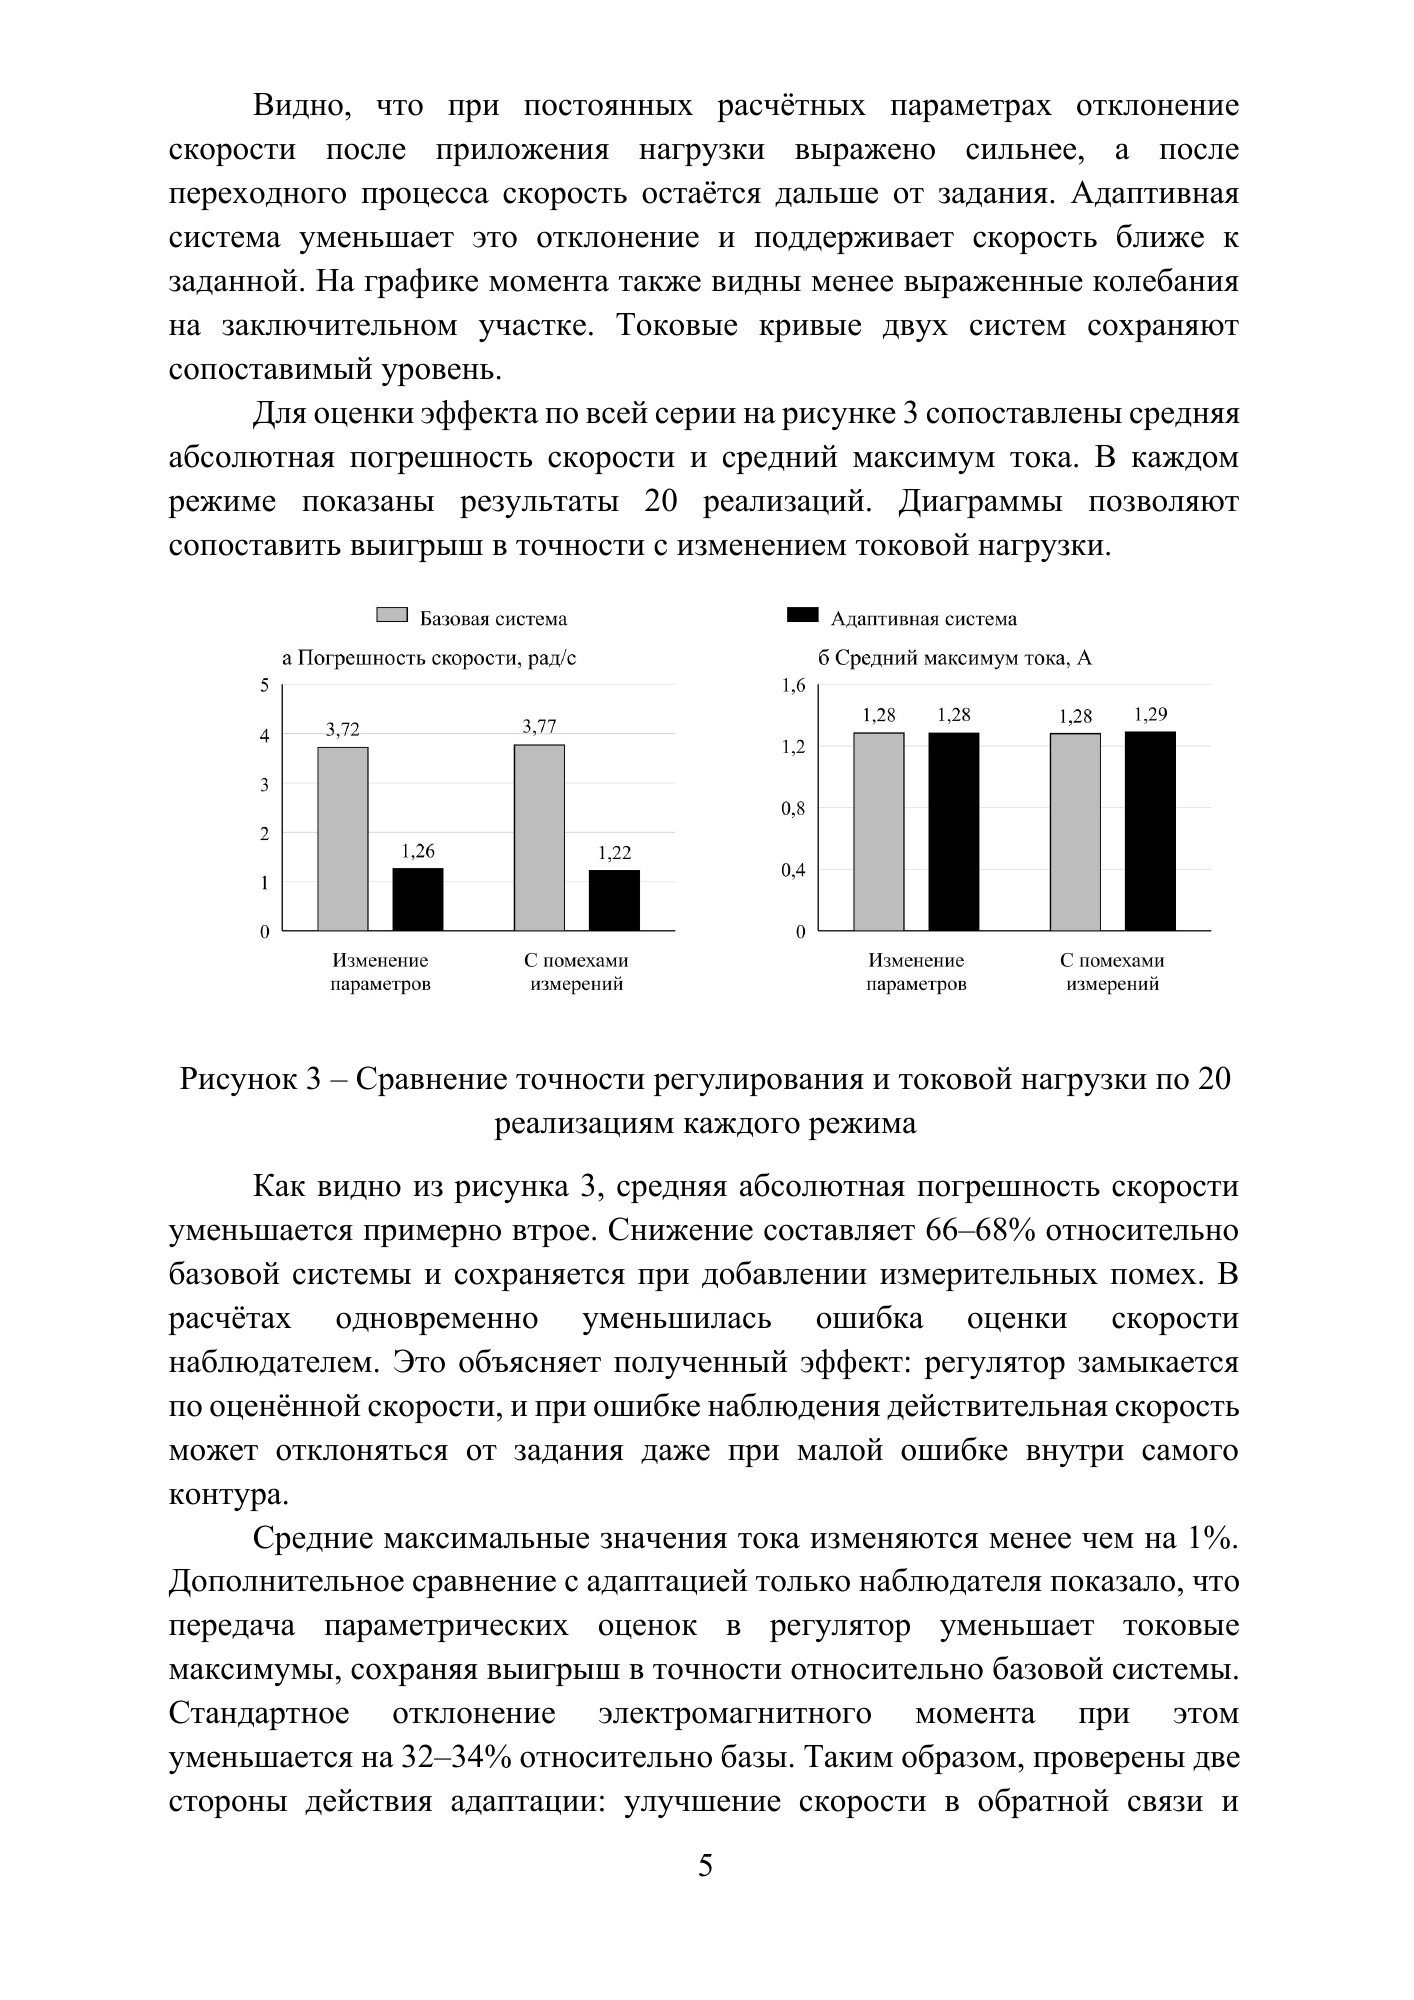 Видно, что при постоянных расчётных параметрах отклонение
скорости после приложения нагрузки выражено сильнее, а после
переходного процесса скорость остаётся дальше от задания. Адаптивная
система уменьшает это отклонение и поддерживает скорость ближе к
заданной. На графике момента также видны менее выраженные колебания
на заключительном участке. Токовые кривые двух систем сохраняют
сопоставимый уровень.
Для оценки эффекта по всей серии на рисунке 3 сопоставлены средняя
абсолютная погрешность скорости и средний максимум тока. В каждом
режиме показаны результаты 20 реализаций. Диаграммы позволяют
сопоставить выигрыш в точности с изменением токовой нагрузки.
Базовая система
Адаптивная система
а Погрешность скорости, рад/с
5
4
3
2
1
0
3,72
1,26
3,77
1,22
Изменение
параметров
С помехами
измерений
б Средний максимум тока, А
1,6
1,2
0,8
0,4
0
1,28
1,28
1,28
1,29
Изменение
параметров
С помехами
измерений
Рисунок 3 – Сравнение точности регулирования и токовой нагрузки по 20
реализациям каждого режима
Как видно из рисунка 3, средняя абсолютная погрешность скорости
уменьшается примерно втрое. Снижение составляет 66–68% относительно
базовой системы и сохраняется при добавлении измерительных помех. В
расчётах одновременно уменьшилась ошибка оценки скорости
наблюдателем. Это объясняет полученный эффект: регулятор замыкается
по оценённой скорости, и при ошибке наблюдения действительная скорость
может отклоняться от задания даже при малой ошибке внутри самого
контура.
Средние максимальные значения тока изменяются менее чем на 1%.
Дополнительное сравнение с адаптацией только наблюдателя показало, что
передача параметрических оценок в регулятор уменьшает токовые
максимумы, сохраняя выигрыш в точности относительно базовой системы.
Стандартное отклонение электромагнитного момента при этом
уменьшается на 32–34% относительно базы. Таким образом, проверены две
стороны действия адаптации: улучшение скорости в обратной связи и
5